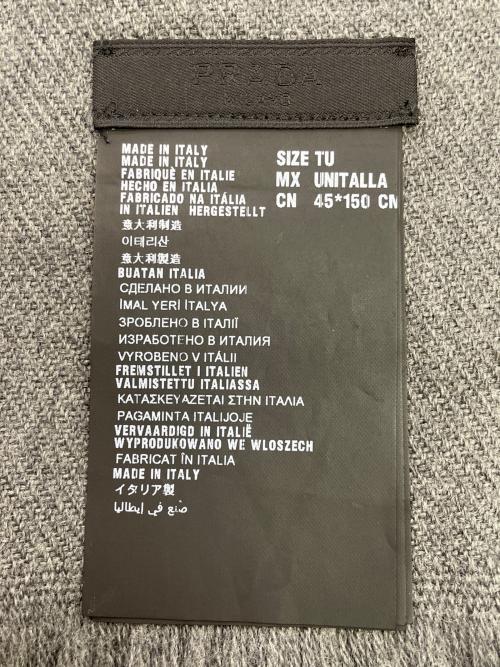 PRADA
MILANO
MADE IN ITALY
MADE IN ITALY
FABRIQUÈ EN ITALIE
HECHO EN ITALIA
FABRICADO NA ITÁLIA
IN ITALIEN HERGESTELLT
意大利制造
이테리산
意大利製造
BUATAN ITALIA
СДЕЛАНО В ИТАЛИИ
İMAL YERİ İTALYA
ЗРОБЛЕНО В ІТАЛІЇ
ИЗРАБОТЕНО В ИТАЛИЯ
VYROBENO V ITÁLII
FREMSTILLET I ITALIEN
VALMISTETTU ITALIASSA
ΚΑΤΑΣΚΕΥΑΖΕΤΑΙ ΣΤΗΝ ΙΤΑΛΙΑ
PAGAMINTA ITALIJOJE
VERVAARDIGD IN ITALIË
WYPRODUKOWANO WE WLOSZECH
FABRICAT ÎN ITALIA
MADE IN ITALY
イタリア製
صنع في إيطاليا
SIZE TU
MX UNITALLA
CN 45*150 CM